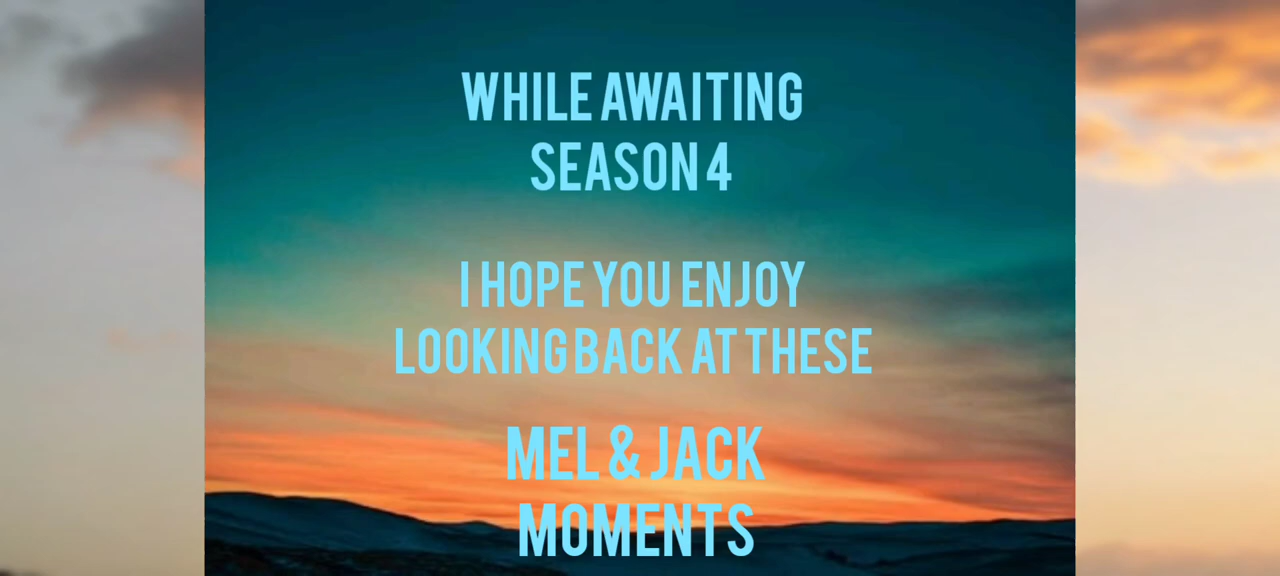 WHILE AWAITING
SEASON 4
I HOPE YOU ENJOY
LOOKING BACK AT THESE
MEL & JACK
MOMENTS